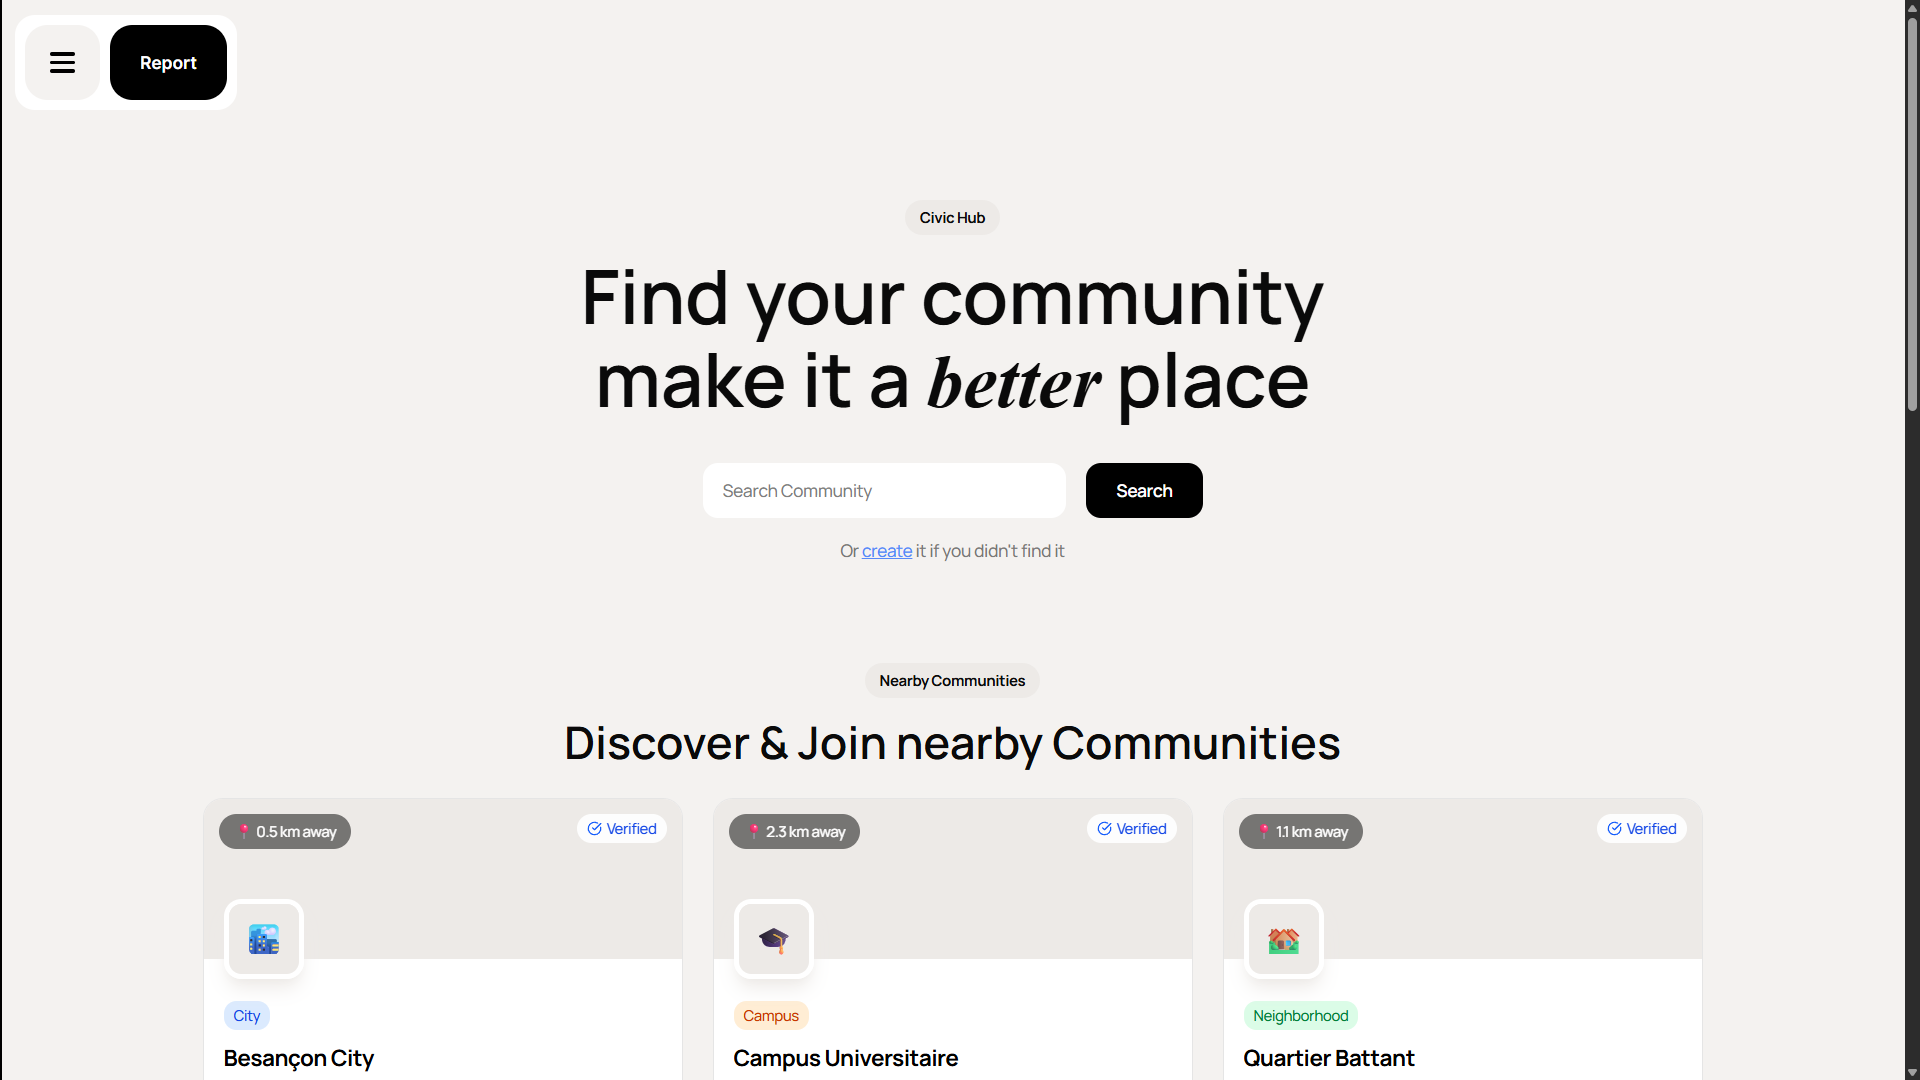 Report
Civic Hub
Find your community
make it a better place
Search Community
Search
Or create it if you didn't find it
Nearby Communities
Discover & Join nearby Communities
0.5 km away
Verified
2.3 km away
Verified
1.1 km away
Verified
City
Campus
Neighborhood
Besançon City
Campus Universitaire
Quartier Battant